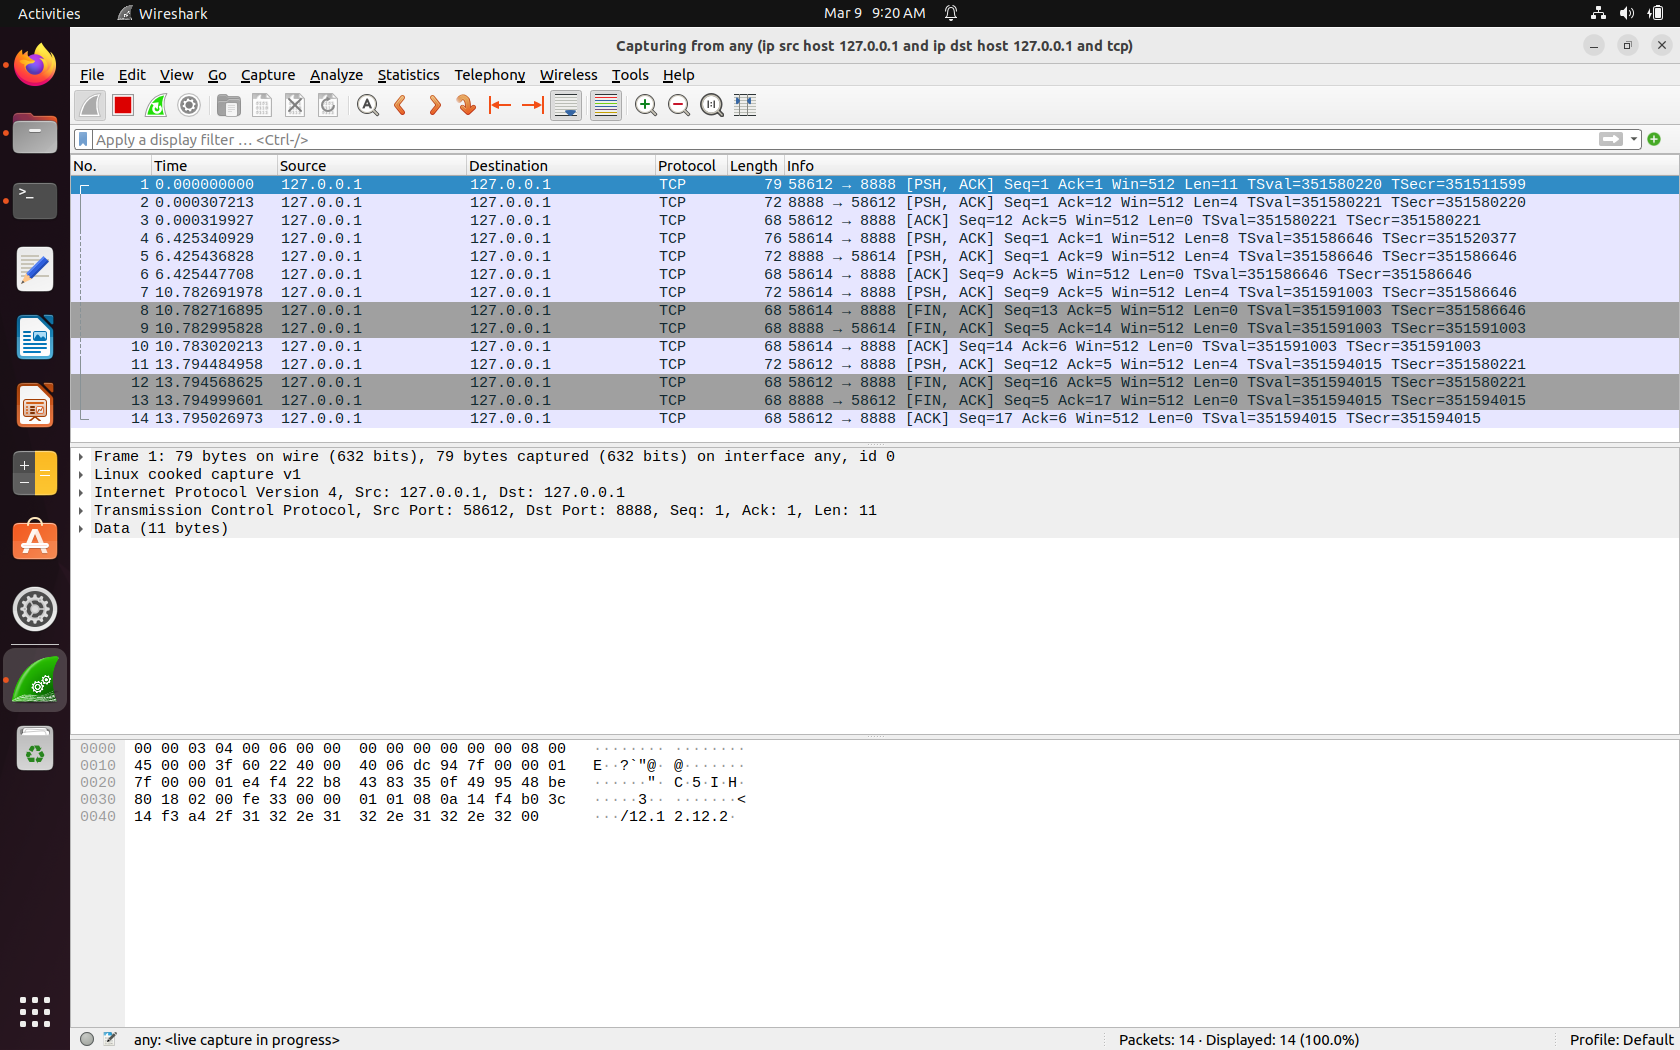 Activities Wireshark Mar 9 9:20 AM
Capturing from any (ip src host 127.0.0.1 and ip dst host 127.0.0.1 and tcp)
File Edit View Go Capture Analyze Statistics Telephony Wireless Tools Help
Apply a display filter … <Ctrl-/>
No. Time Source Destination Protocol Length Info
1 0.000000000 127.0.0.1 127.0.0.1 TCP 79 58612 → 8888 [PSH, ACK] Seq=1 Ack=1 Win=512 Len=11 TSval=351580220 TSecr=351511599
2 0.000307213 127.0.0.1 127.0.0.1 TCP 72 8888 → 58612 [PSH, ACK] Seq=1 Ack=12 Win=512 Len=4 TSval=351580221 TSecr=351580220
3 0.000319927 127.0.0.1 127.0.0.1 TCP 68 58612 → 8888 [ACK] Seq=12 Ack=5 Win=512 Len=0 TSval=351580221 TSecr=351580221
4 6.425340929 127.0.0.1 127.0.0.1 TCP 76 58614 → 8888 [PSH, ACK] Seq=1 Ack=1 Win=512 Len=8 TSval=351586646 TSecr=351520377
5 6.425436828 127.0.0.1 127.0.0.1 TCP 72 8888 → 58614 [PSH, ACK] Seq=1 Ack=9 Win=512 Len=4 TSval=351586646 TSecr=351586646
6 6.425447708 127.0.0.1 127.0.0.1 TCP 68 58614 → 8888 [ACK] Seq=9 Ack=5 Win=512 Len=0 TSval=351586646 TSecr=351586646
7 10.782691978 127.0.0.1 127.0.0.1 TCP 72 58614 → 8888 [PSH, ACK] Seq=9 Ack=5 Win=512 Len=4 TSval=351591003 TSecr=351586646
8 10.782716895 127.0.0.1 127.0.0.1 TCP 68 58614 → 8888 [FIN, ACK] Seq=13 Ack=5 Win=512 Len=0 TSval=351591003 TSecr=351586646
9 10.782995828 127.0.0.1 127.0.0.1 TCP 68 8888 → 58614 [FIN, ACK] Seq=5 Ack=14 Win=512 Len=0 TSval=351591003 TSecr=351591003
10 10.783020213 127.0.0.1 127.0.0.1 TCP 68 58614 → 8888 [ACK] Seq=14 Ack=6 Win=512 Len=0 TSval=351591003 TSecr=351591003
11 13.794484958 127.0.0.1 127.0.0.1 TCP 72 58612 → 8888 [PSH, ACK] Seq=12 Ack=5 Win=512 Len=4 TSval=351594015 TSecr=351580221
12 13.794568625 127.0.0.1 127.0.0.1 TCP 68 58612 → 8888 [FIN, ACK] Seq=16 Ack=5 Win=512 Len=0 TSval=351594015 TSecr=351580221
13 13.794999601 127.0.0.1 127.0.0.1 TCP 68 8888 → 58612 [FIN, ACK] Seq=5 Ack=17 Win=512 Len=0 TSval=351594015 TSecr=351594015
14 13.795026973 127.0.0.1 127.0.0.1 TCP 68 58612 → 8888 [ACK] Seq=17 Ack=6 Win=512 Len=0 TSval=351594015 TSecr=351594015
Frame 1: 79 bytes on wire (632 bits), 79 bytes captured (632 bits) on interface any, id 0
Linux cooked capture v1
Internet Protocol Version 4, Src: 127.0.0.1, Dst: 127.0.0.1
Transmission Control Protocol, Src Port: 58612, Dst Port: 8888, Seq: 1, Ack: 1, Len: 11
Data (11 bytes)
0000 00 00 03 04 00 06 00 00 00 00 00 00 00 00 08 00 ········ ········
0010 45 00 00 3f 60 22 40 00 40 06 dc 94 7f 00 00 01 E··?`"@· @·······
0020 7f 00 00 01 e4 f4 22 b8 43 83 35 0f 49 95 48 be ······"· C·5·I·H·
0030 80 18 02 00 fe 33 00 00 01 01 08 0a 14 f4 b0 3c ·····3·· ·······<
0040 14 f3 a4 2f 31 32 2e 31 32 2e 31 32 2e 32 00 ···/12.1 2.12.2·
any: <live capture in progress> Packets: 14 · Displayed: 14 (100.0%) Profile: Default